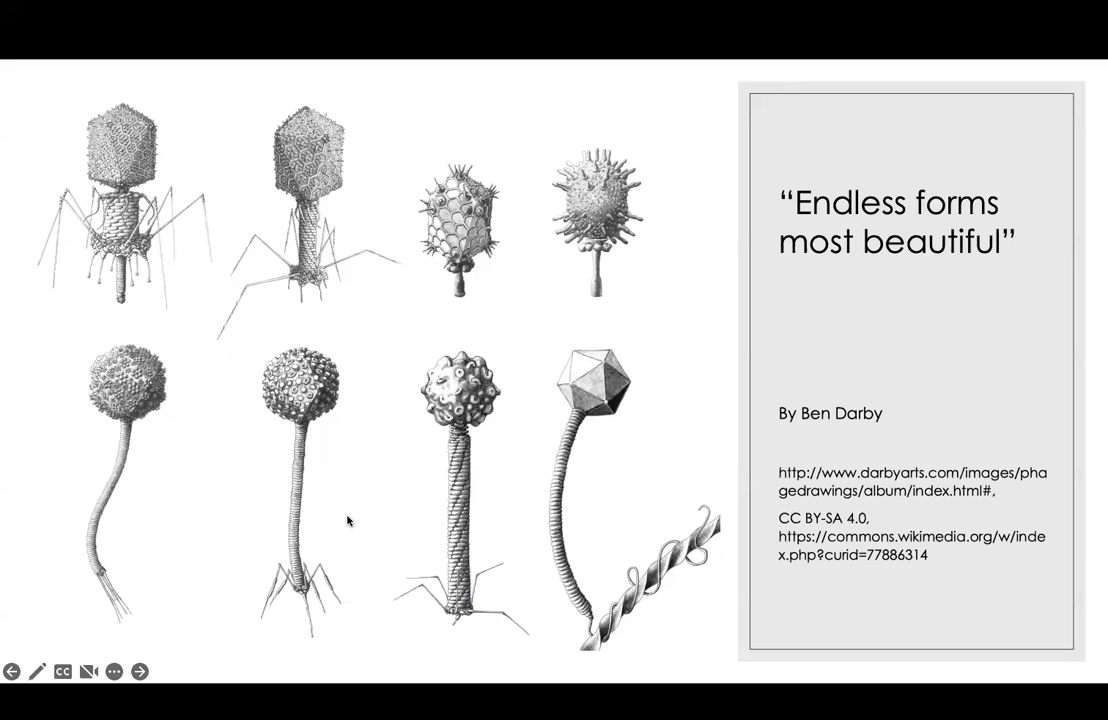 “Endless forms
most beautiful”
By Ben Darby
http://www.darbyarts.com/images/pha
gedrawings/album/index.html#,
CC BY-SA 4.0,
https://commons.wikimedia.org/w/inde
x.php?curid=77886314
CC